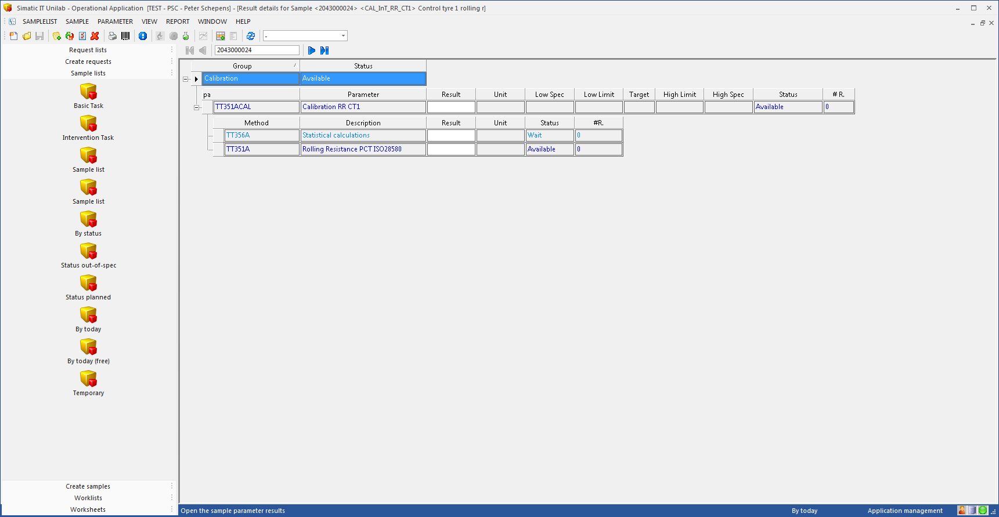 Simatic IT Unilab - Operational Application [TEST - PSC - Peter Schepens] - [Result details for Sample <2043000024> <CAL_InT_RR_CT1> Control tyre 1 rolling r]
SAMPLELIST SAMPLE PARAMETER VIEW REPORT WINDOW HELP
-
Request lists
Create requests
Sample lists
Basic Task
Intervention Task
Sample list
Sample list
By status
Status out-of-spec
Status planned
By today
By today (free)
Temporary
Create samples
Worklists
Worksheets
2043000024
Group Status
Calibration Available
pa Parameter Result Unit Low Spec Low Limit Target High Limit High Spec Status # R.
TT351ACAL Calibration RR CT1 Available 0
Method Description Result Unit Status #R.
TT356A Statistical calculations Wait 0
TT351A Rolling Resistance PCT ISO28580 Available 0
Open the sample parameter results By today Application management